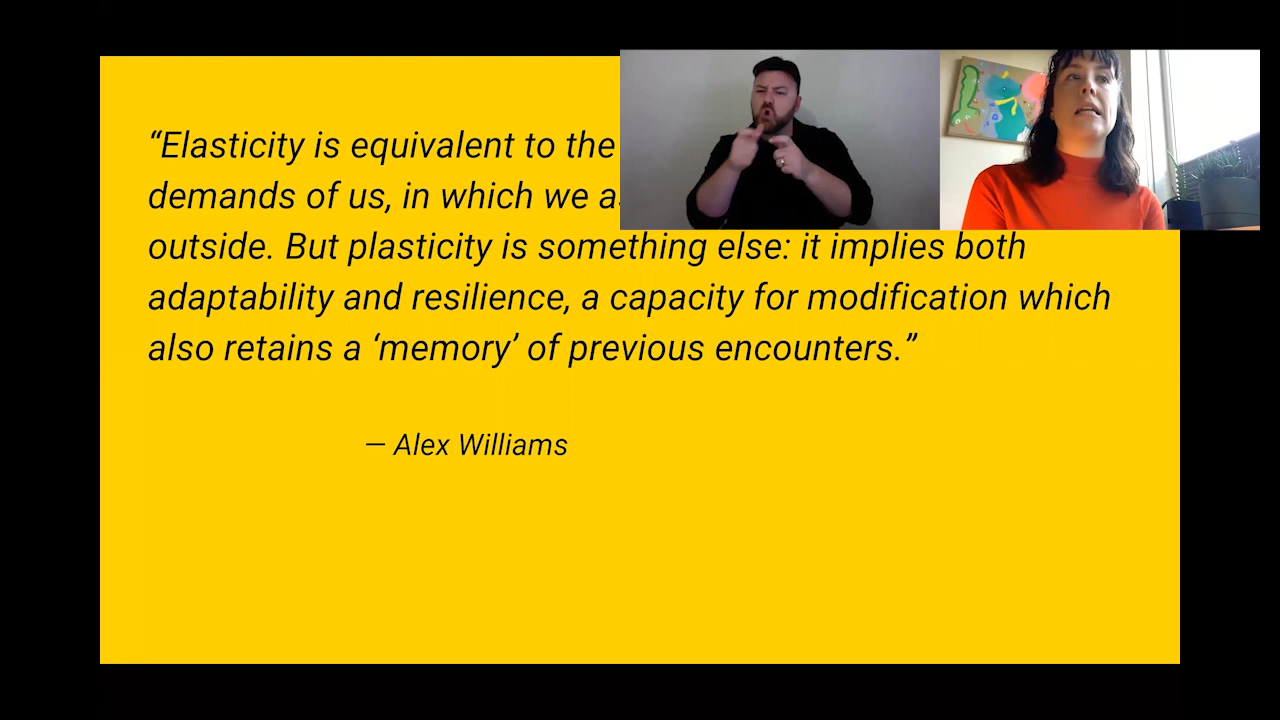 “Elasticity is equivalent to the
demands of us, in which we
outside. But plasticity is something else: it implies both
adaptability and resilience, a capacity for modification which
also retains a ‘memory’ of previous encounters.”
— Alex Williams